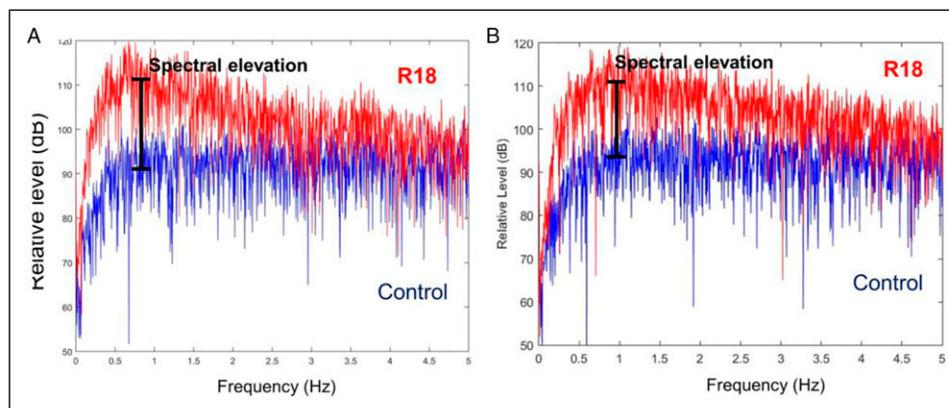 A
120
110
100
90
80
70
60
50
Relative level (dB)
Spectral elevation
R18
Control
0 0.5 1 1.5 2 2.5 3 3.5 4 4.5 5
Frequency (Hz)
B
120
110
100
90
80
70
60
50
Relative Level (dB)
Spectral elevation
R18
Control
0 0.5 1 1.5 2 2.5 3 3.5 4 4.5 5
Frequency (Hz)